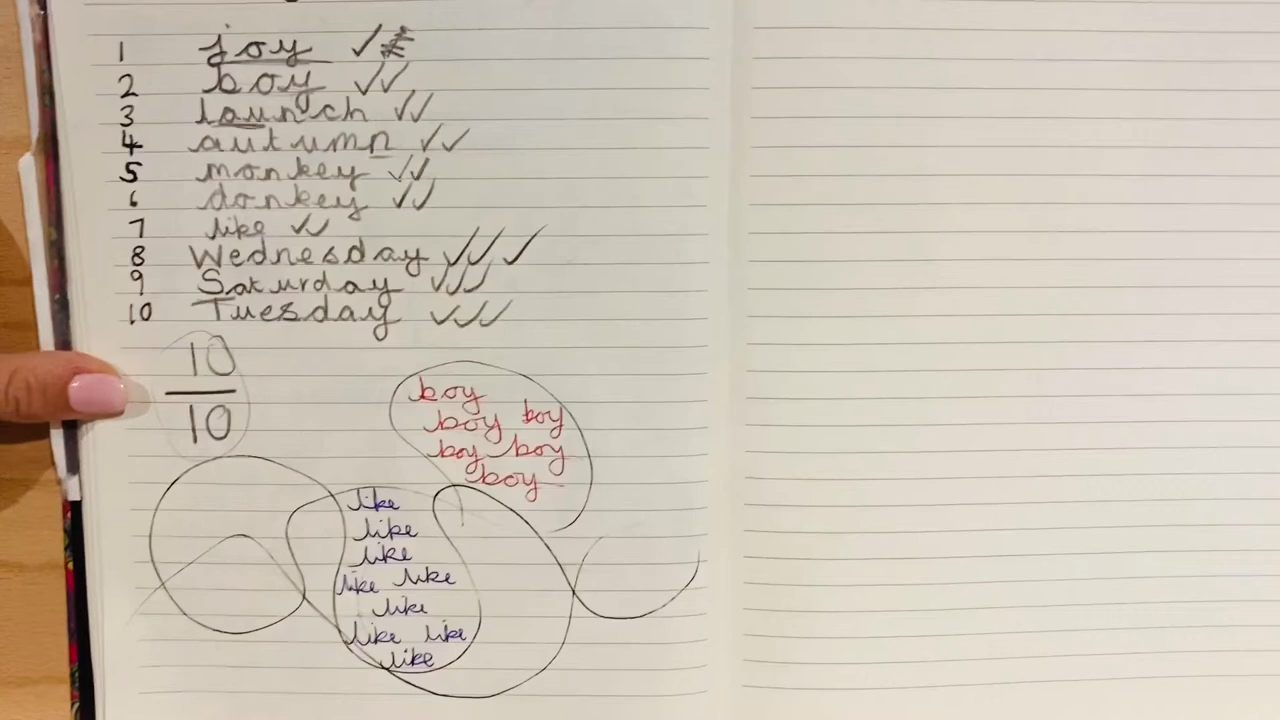 1 joy ✓
2 boy ✓✓
3 launch ✓✓
4 autumn ✓✓
5 monkey ✓✓
6 donkey ✓✓
7 like ✓✓
8 Wednesday ✓✓✓
9 Saturday ✓✓✓
10 Tuesday ✓✓✓
10
10
boy
boy boy
boy boy
boy
like
like
like
like like
like
like like
like